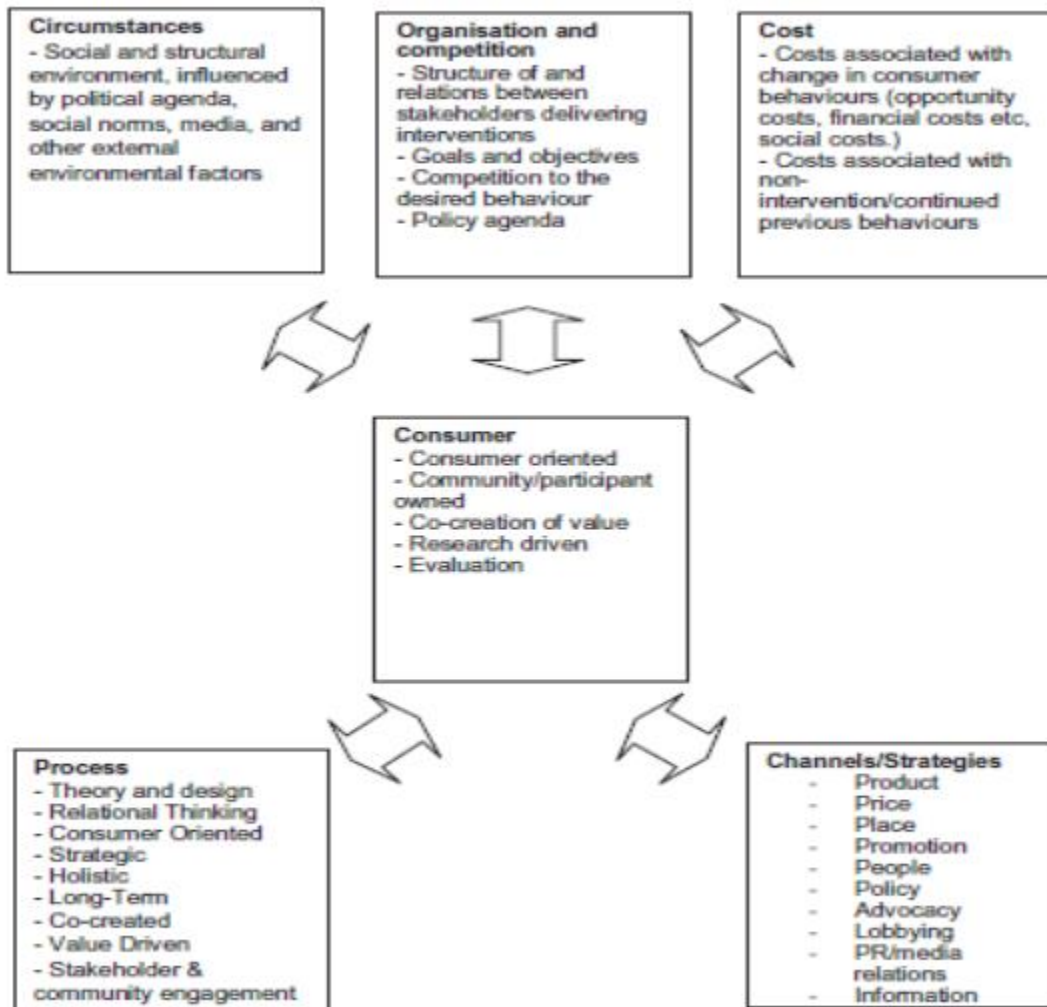 Circumstances
- Social and structural
environment, influenced
by political agenda,
social norms, media, and
other external
environmental factors
Organisation and
competition
- Structure of and
relations between
stakeholders delivering
interventions
- Goals and objectives
- Competition to the
desired behaviour
- Policy agenda
Cost
- Costs associated with
change in consumer
behaviours (opportunity
costs, financial costs etc,
social costs.)
- Costs associated with
non-
intervention/continued
previous behaviours
Consumer
- Consumer oriented
- Community/participant
owned
- Co-creation of value
- Research driven
- Evaluation
Process
- Theory and design
- Relational Thinking
- Consumer Oriented
- Strategic
- Holistic
- Long-Term
- Co-created
- Value Driven
- Stakeholder &
community engagement
Channels/Strategies
- Product
- Price
- Place
- Promotion
- People
- Policy
- Advocacy
- Lobbying
- PR/media
relations
- Information